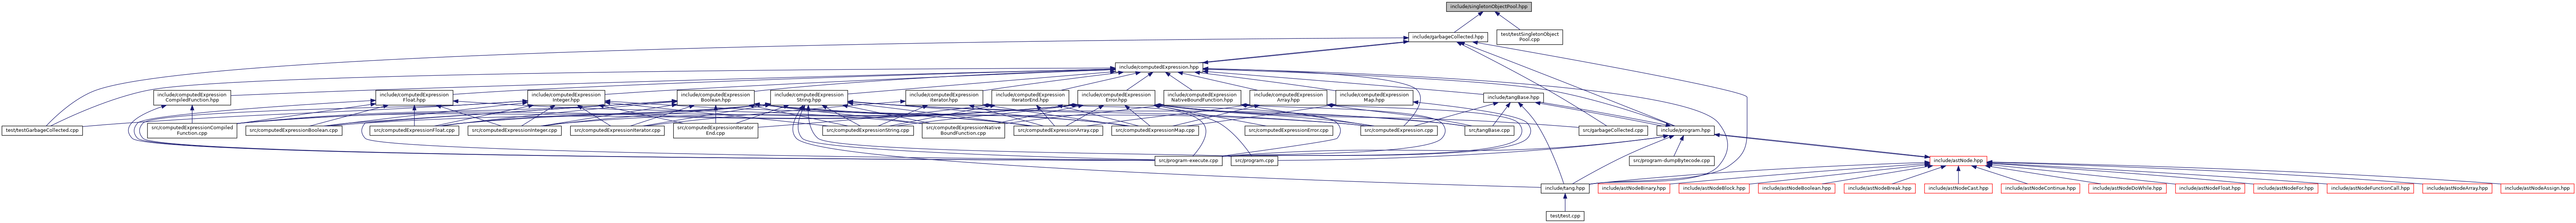 include/singletonObjectPool.hpp
include/garbageCollected.hpp
test/testSingletonObject
Pool.cpp
include/computedExpression.hpp
include/computedExpression
CompiledFunction.hpp
include/computedExpression
Float.hpp
include/computedExpression
Integer.hpp
include/computedExpression
Boolean.hpp
include/computedExpression
String.hpp
include/computedExpression
Iterator.hpp
include/computedExpression
IteratorEnd.hpp
include/computedExpression
Error.hpp
include/computedExpression
NativeBoundFunction.hpp
include/computedExpression
Array.hpp
include/computedExpression
Map.hpp
include/tangBase.hpp
test/testGarbageCollected.cpp
src/computedExpressionCompiled
Function.cpp
src/computedExpressionBoolean.cpp
src/computedExpressionFloat.cpp
src/computedExpressionInteger.cpp
src/computedExpressionIterator.cpp
src/computedExpressionIterator
End.cpp
src/computedExpressionString.cpp
src/computedExpressionNative
BoundFunction.cpp
src/computedExpressionArray.cpp
src/computedExpressionMap.cpp
src/computedExpressionError.cpp
src/computedExpression.cpp
src/tangBase.cpp
src/garbageCollected.cpp
include/program.hpp
src/program-execute.cpp
src/program.cpp
src/program-dumpBytecode.cpp
include/astNode.hpp
include/tang.hpp
include/astNodeBinary.hpp
include/astNodeBlock.hpp
include/astNodeBoolean.hpp
include/astNodeBreak.hpp
include/astNodeCast.hpp
include/astNodeContinue.hpp
include/astNodeDoWhile.hpp
include/astNodeFloat.hpp
include/astNodeFor.hpp
include/astNodeFunctionCall.hpp
include/astNodeArray.hpp
include/astNodeAssign.hpp
test/test.cpp